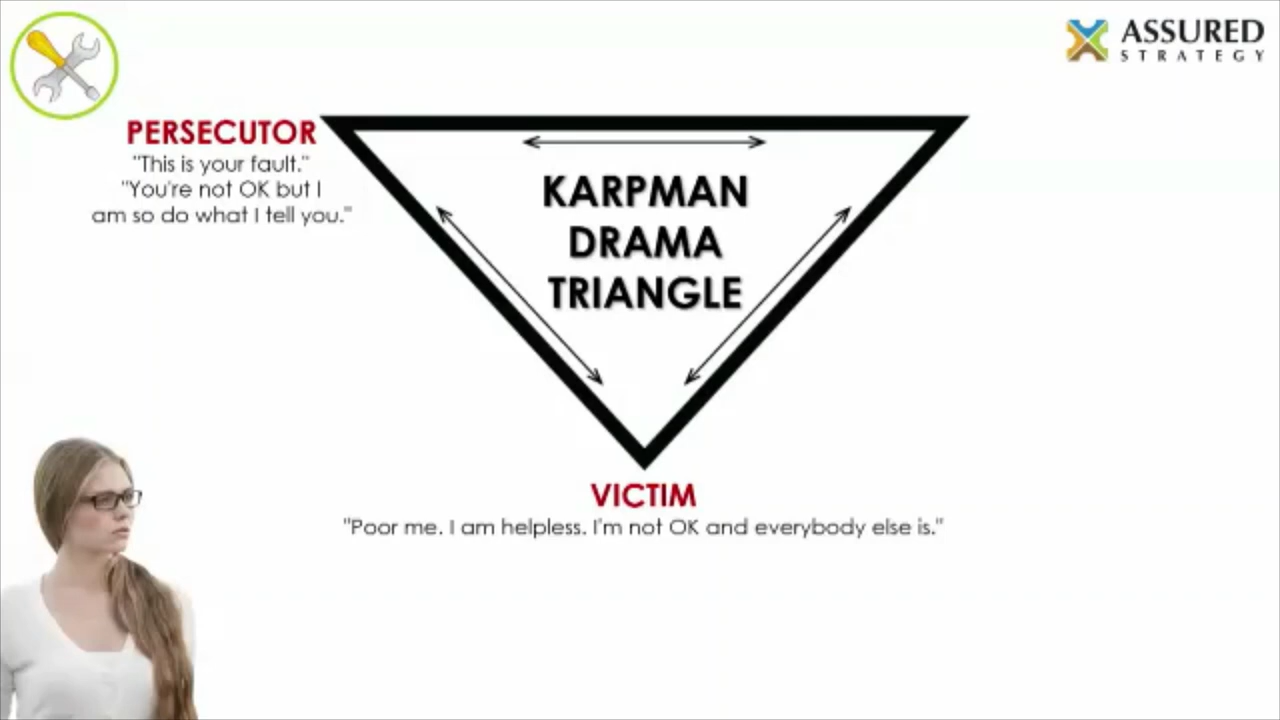 ASSURED
STRATEGY
PERSECUTOR
"This is your fault."
"You're not OK but I
am so do what I tell you."
KARPMAN
DRAMA
TRIANGLE
VICTIM
"Poor me. I am helpless. I'm not OK and everybody else is."